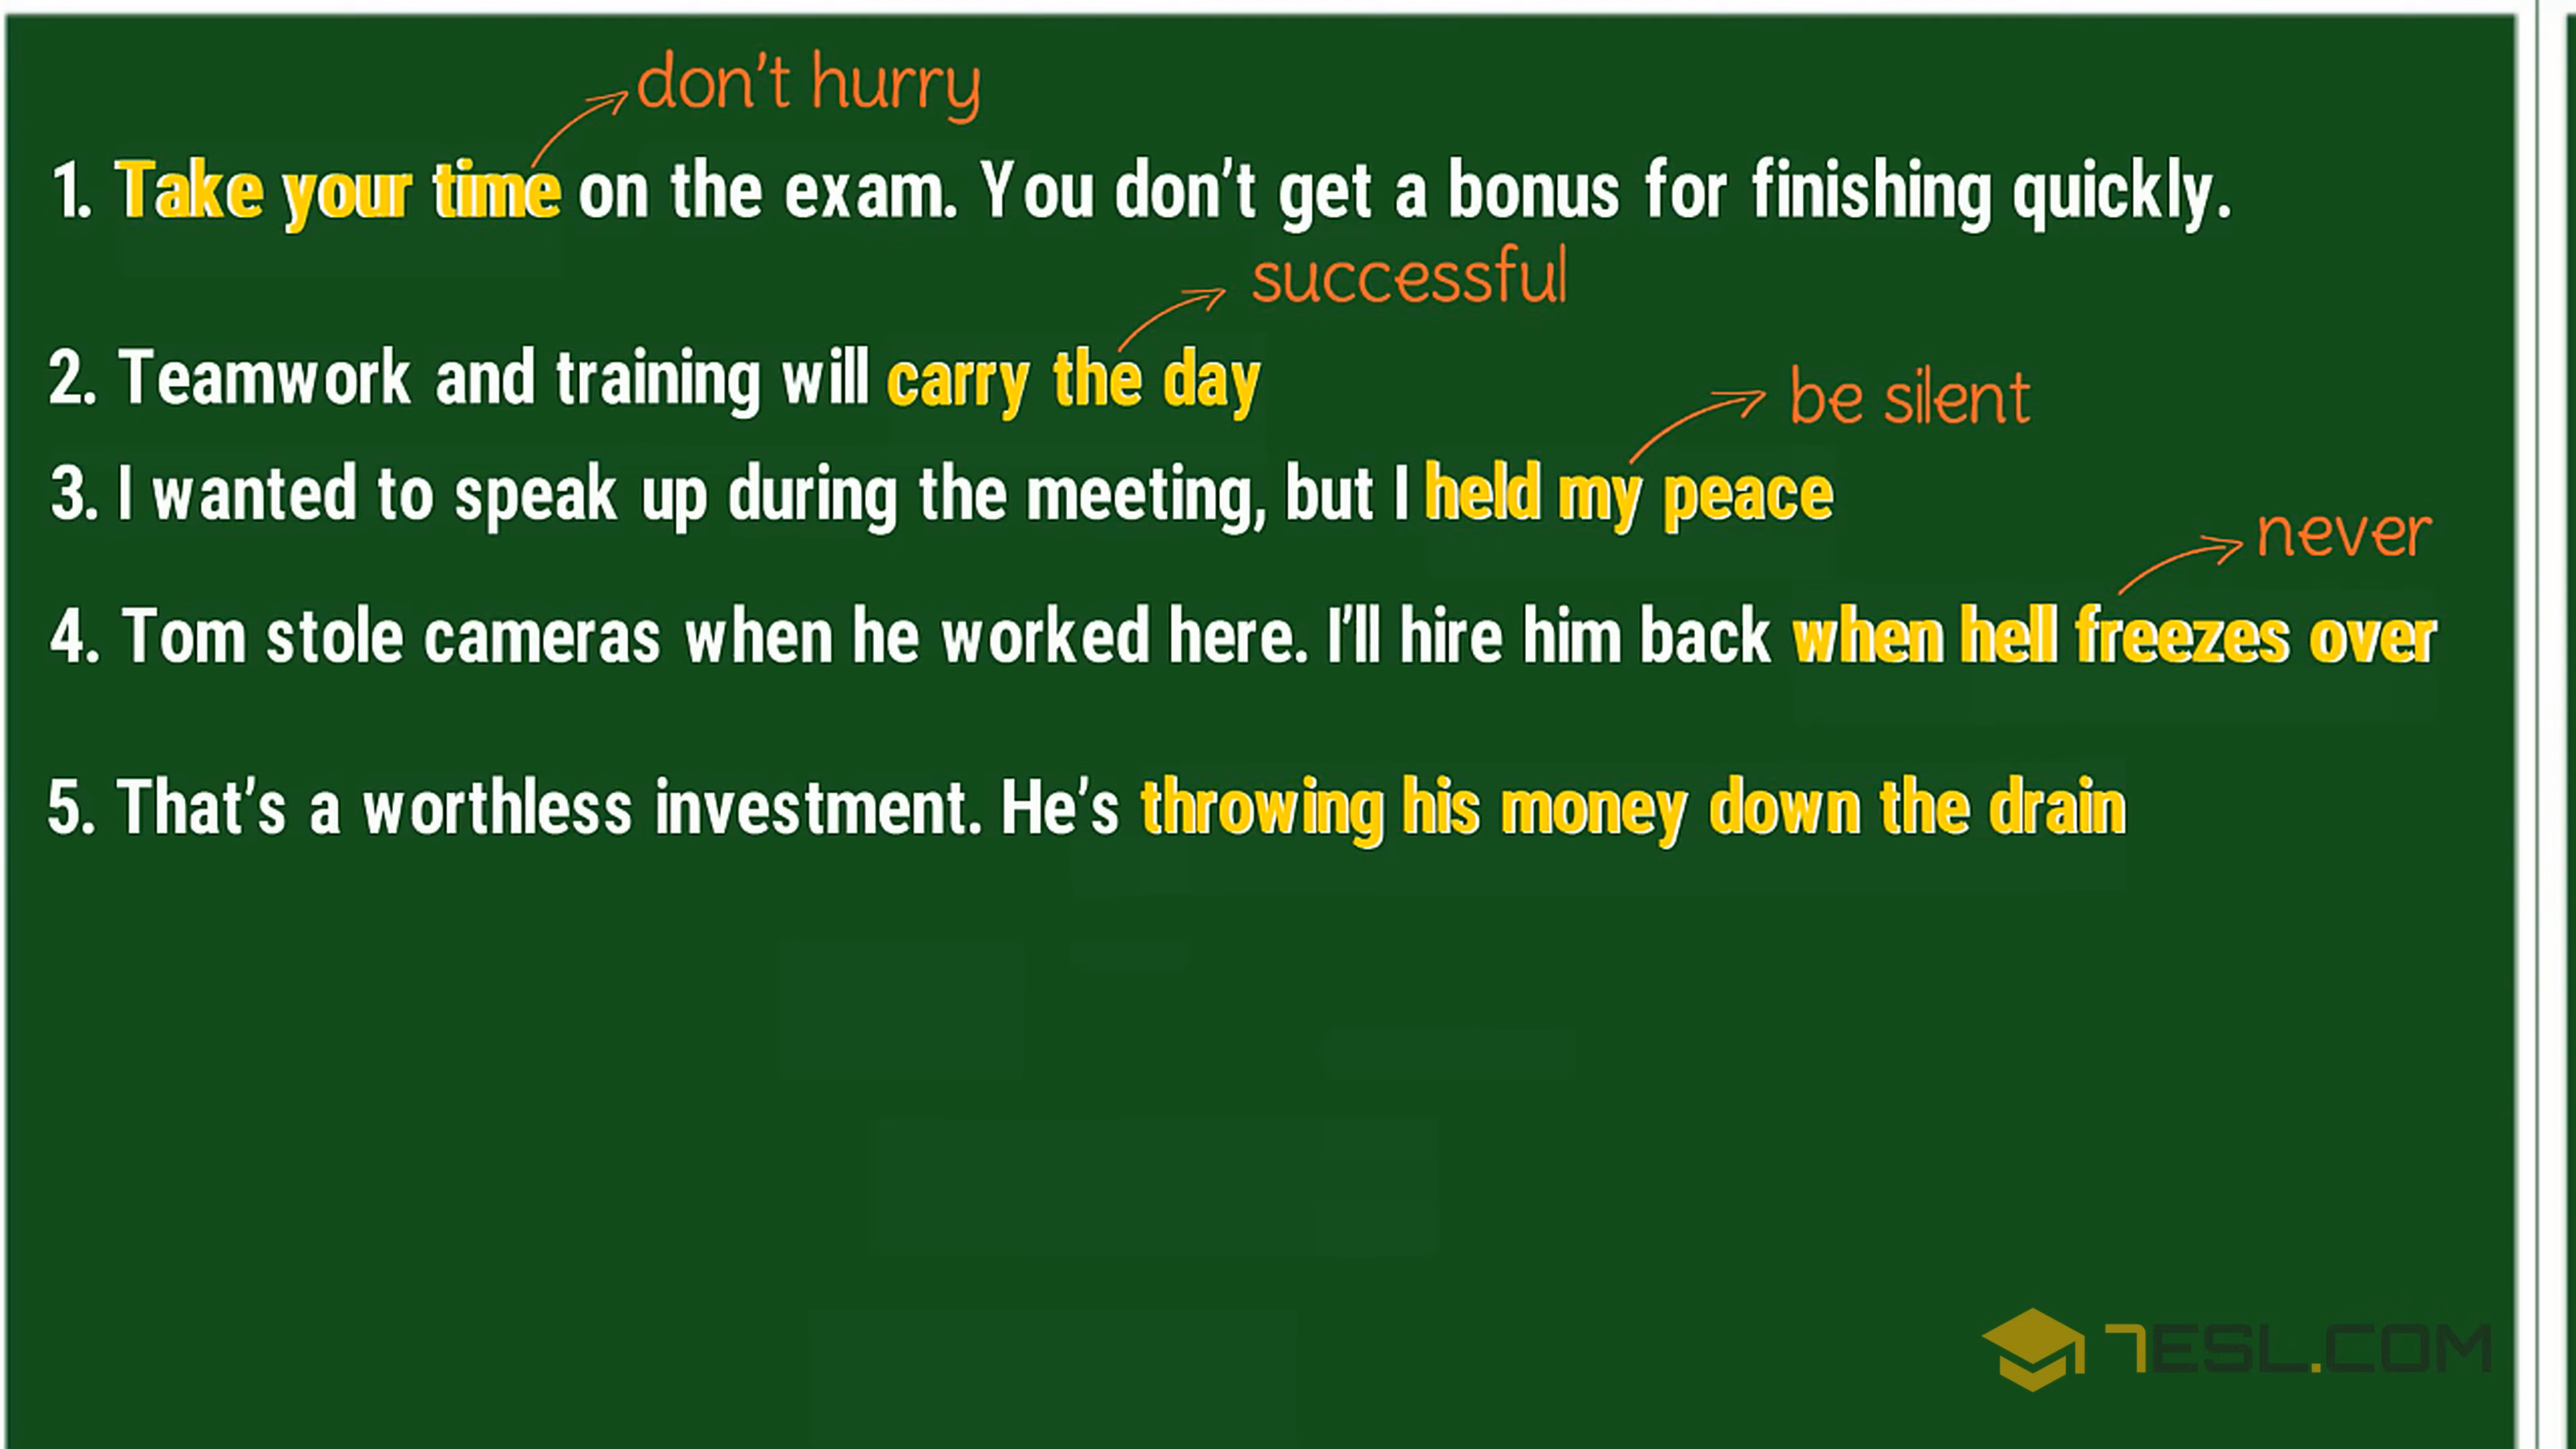 don't hurry
1. Take your time on the exam. You don't get a bonus for finishing quickly.
successful
2. Teamwork and training will carry the day
be silent
3. I wanted to speak up during the meeting, but I held my peace
never
4. Tom stole cameras when he worked here. I'll hire him back when hell freezes over
5. That's a worthless investment. He's throwing his money down the drain
7ESL.COM